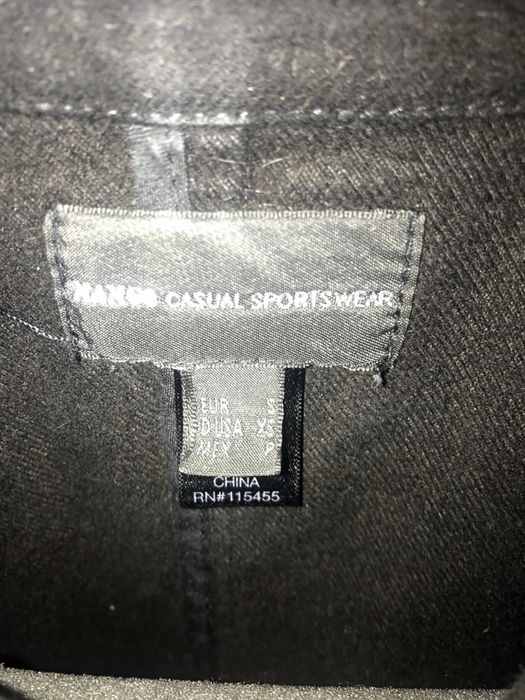 MANGO CASUAL SPORTSWEAR
EUR S
USA XS
MEX P
CHINA
RN#115455